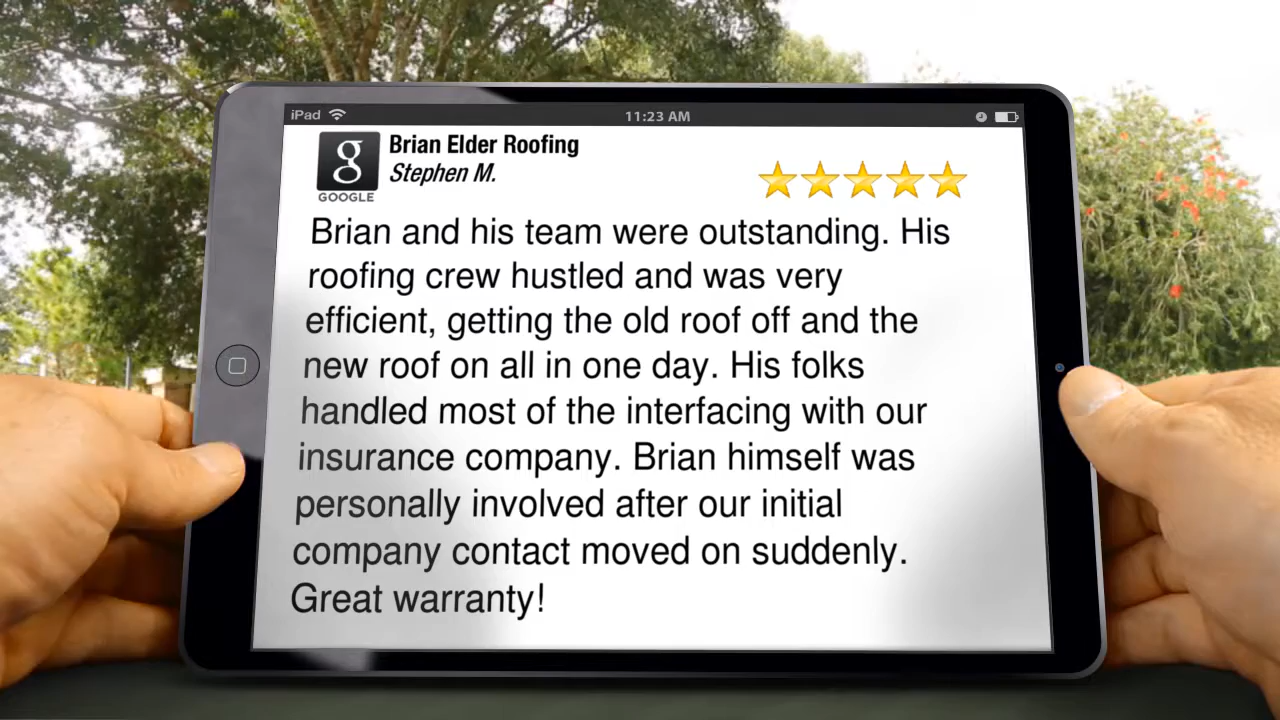 iPad 11:23 AM
g
GOOGLE
Brian Elder Roofing
Stephen M.
Brian and his team were outstanding. His
roofing crew hustled and was very
efficient, getting the old roof off and the
new roof on all in one day. His folks
handled most of the interfacing with our
insurance company. Brian himself was
personally involved after our initial
company contact moved on suddenly.
Great warranty!